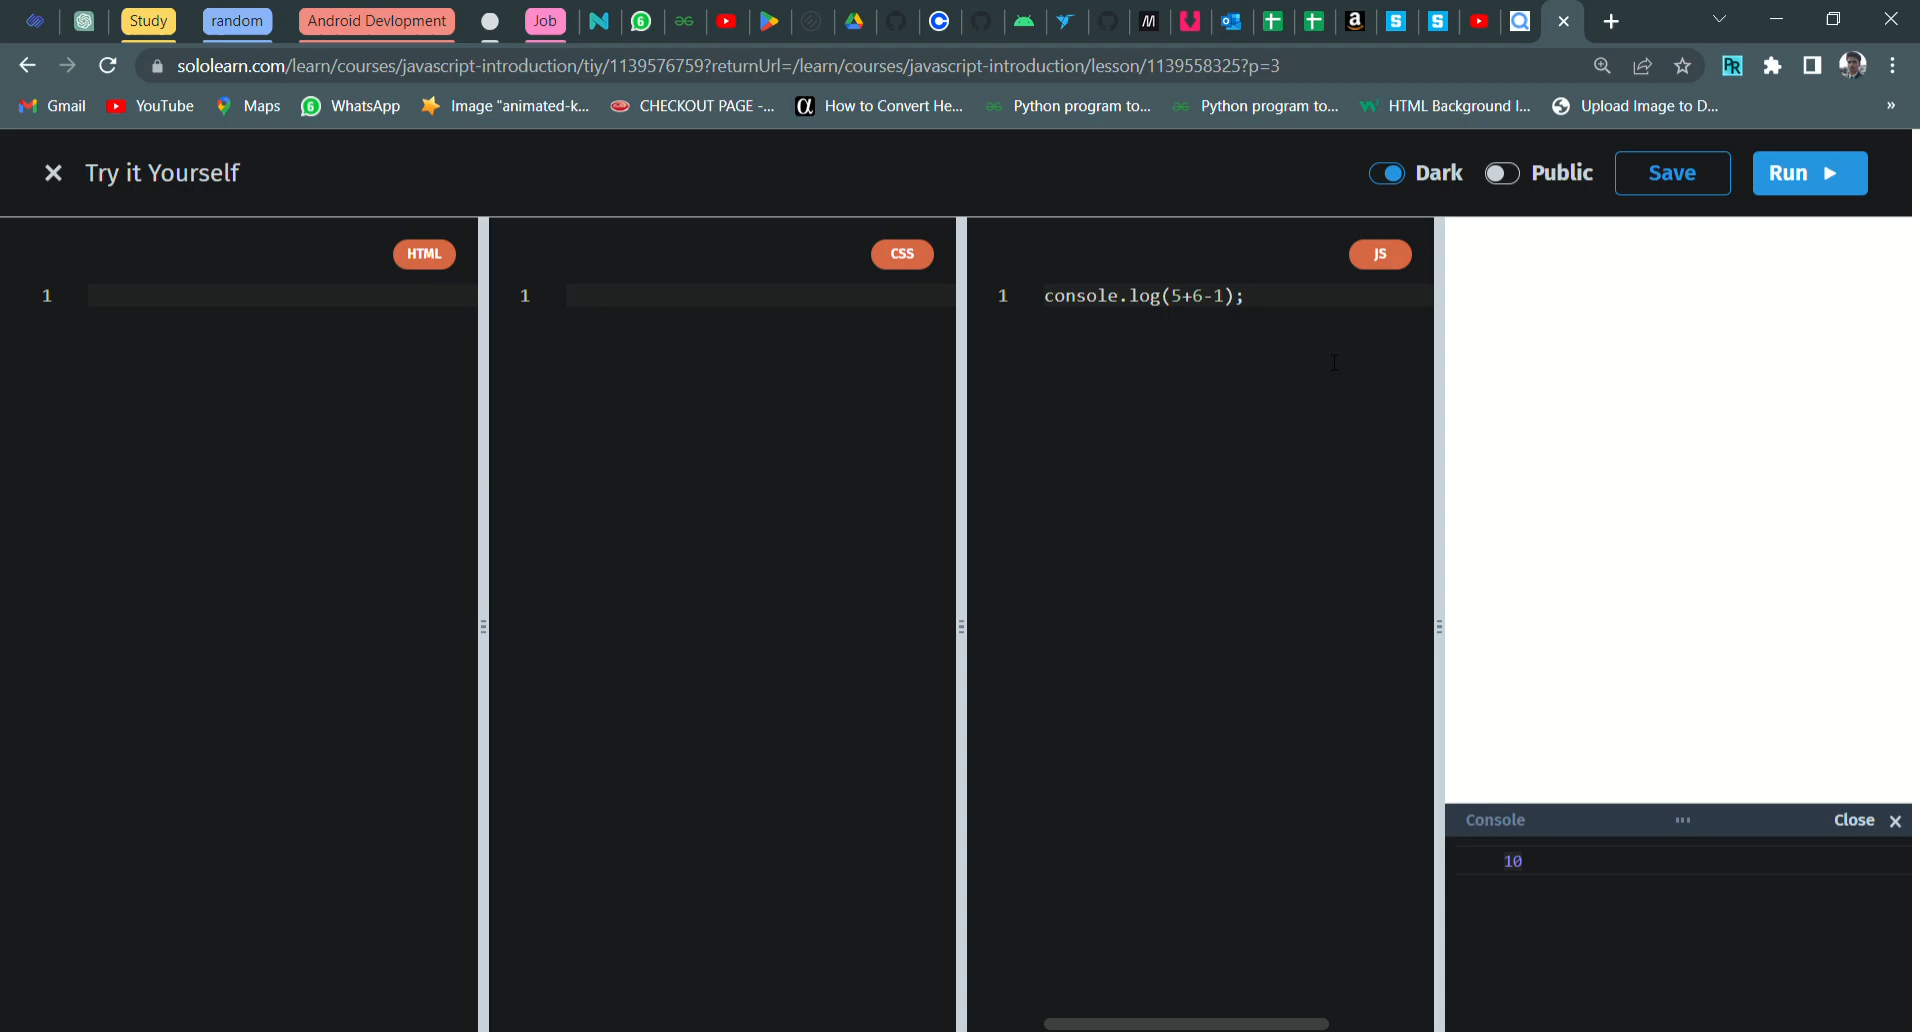 Study random Android Devlopment Job
sololearn.com/learn/courses/javascript-introduction/tiy/1139576759?returnUrl=/learn/courses/javascript-introduction/lesson/1139558325?p=3
Gmail YouTube Maps WhatsApp Image "animated-k... CHECKOUT PAGE -... How to Convert He... Python program to... Python program to... HTML Background I... Upload Image to D... »
Try it Yourself Dark Public Save Run
HTML CSS JS
1 1 1 console.log(5+6-1);
Console Close
10